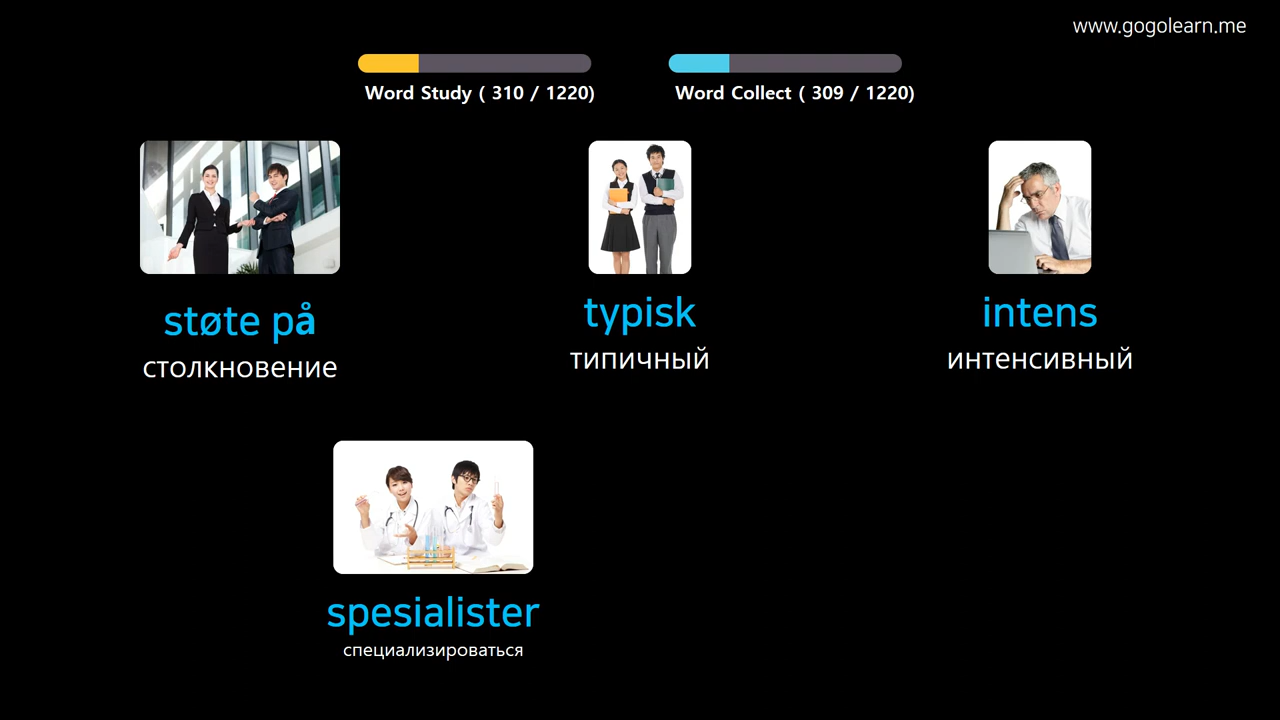 www.gogolearn.me
Word Study ( 310 / 1220)
Word Collect ( 309 / 1220)
støte på
столкновение
typisk
типичный
intens
интенсивный
spesialister
специализироваться